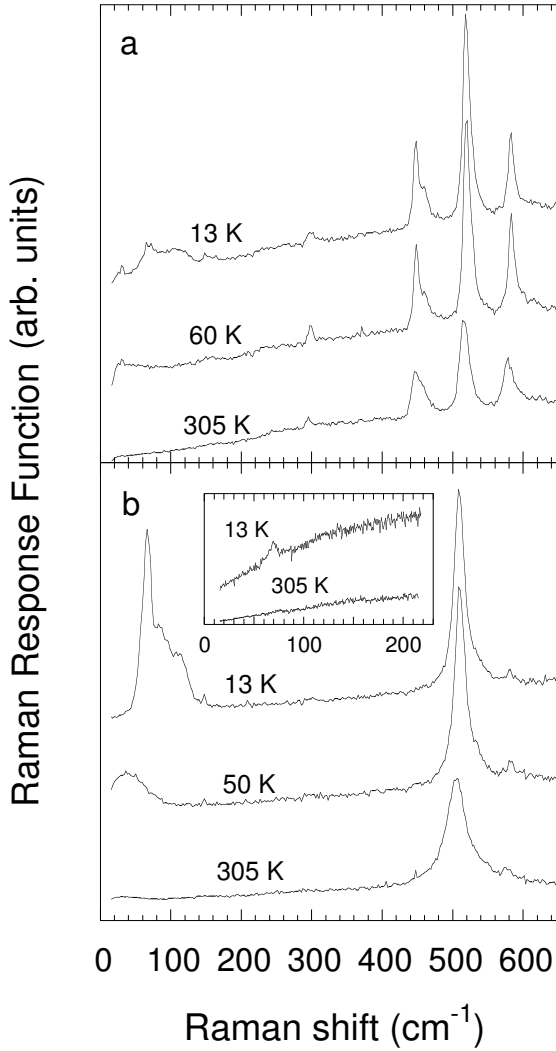 Raman Response Function (arb. units)
a
13 K
60 K
305 K
b
13 K
305 K
0 100 200
13 K
50 K
305 K
0 100 200 300 400 500 600
Raman shift (cm⁻¹)